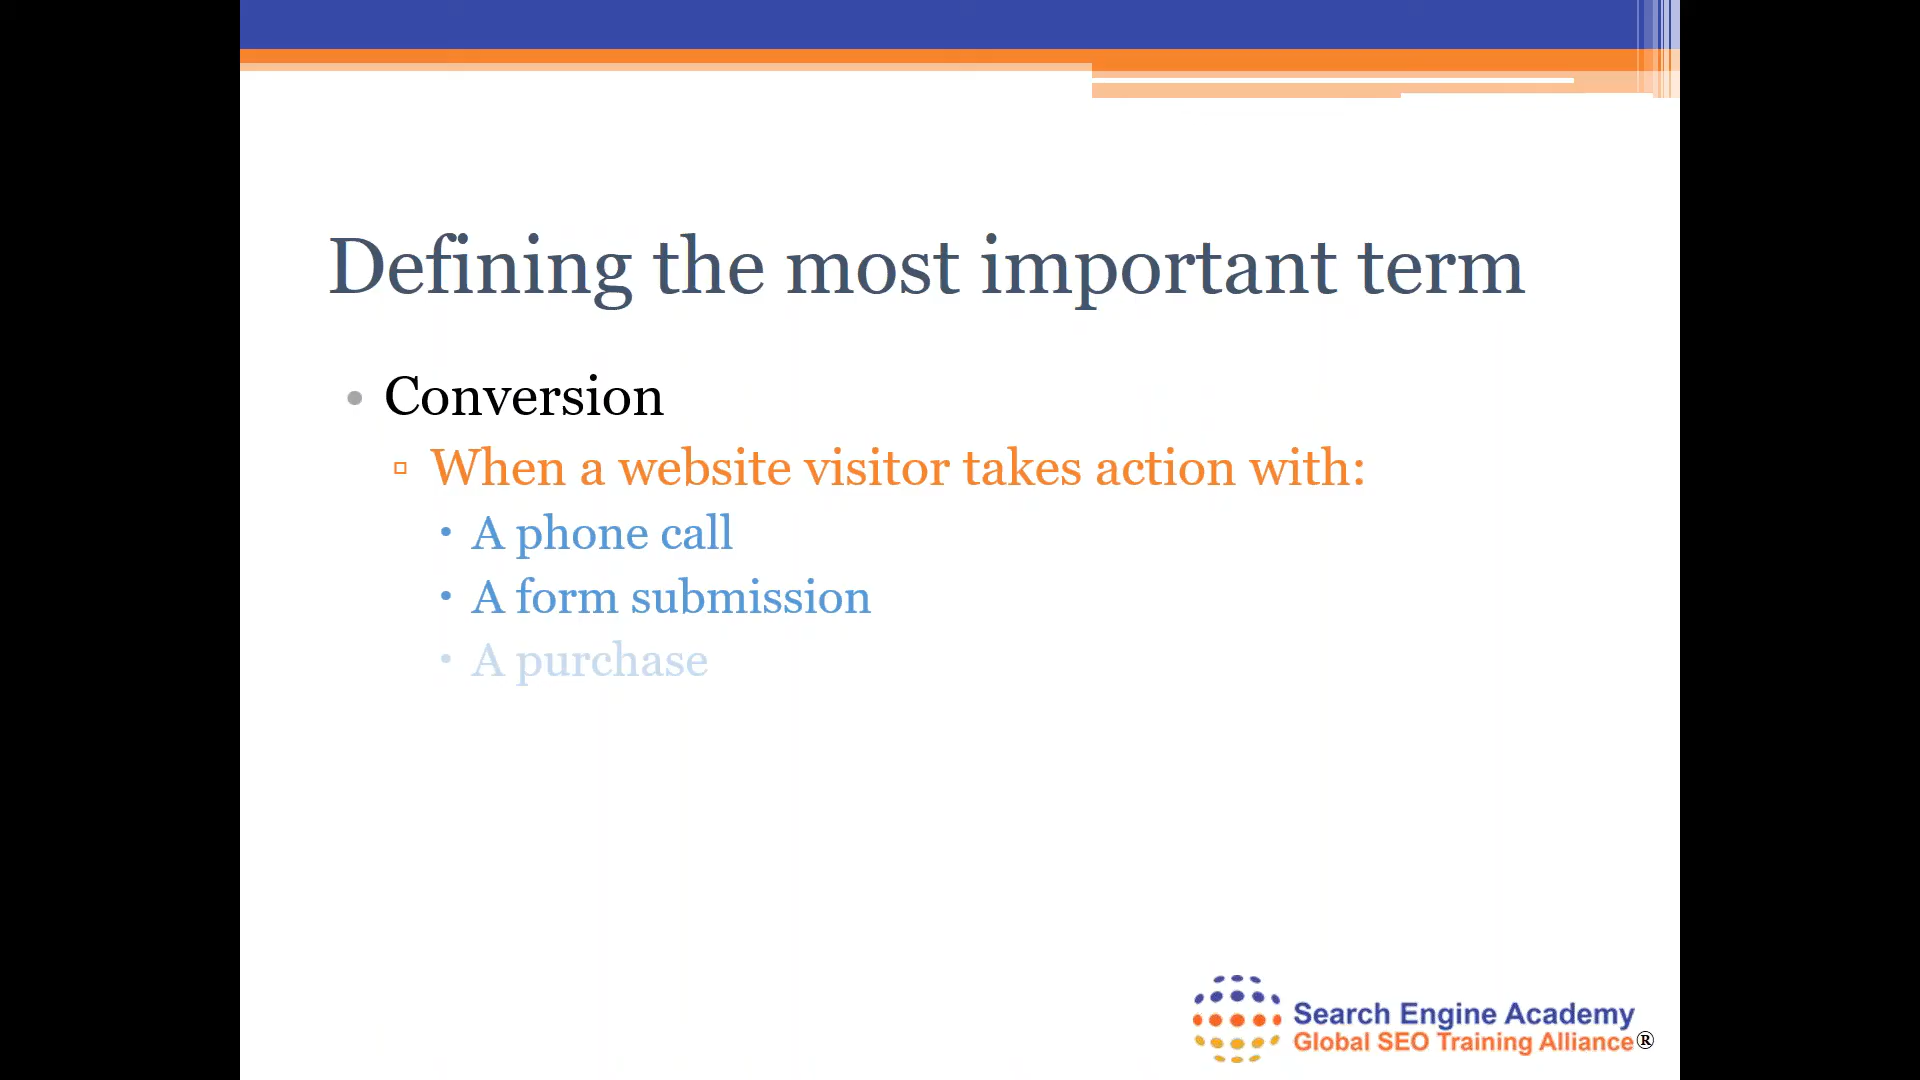 Defining the most important term
• Conversion
▫ When a website visitor takes action with:
• A phone call
• A form submission
• A purchase
Search Engine Academy
Global SEO Training Alliance®